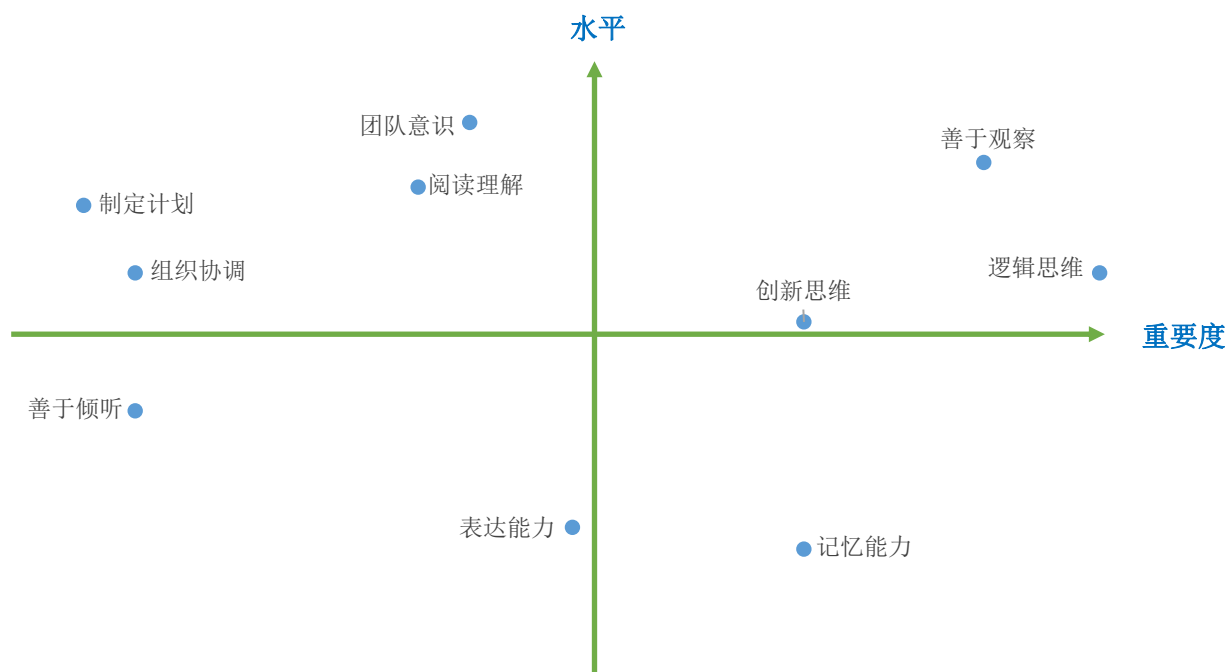 水平
团队意识
善于观察
阅读理解
制定计划
组织协调
逻辑思维
创新思维
重要度
善于倾听
表达能力
记忆能力